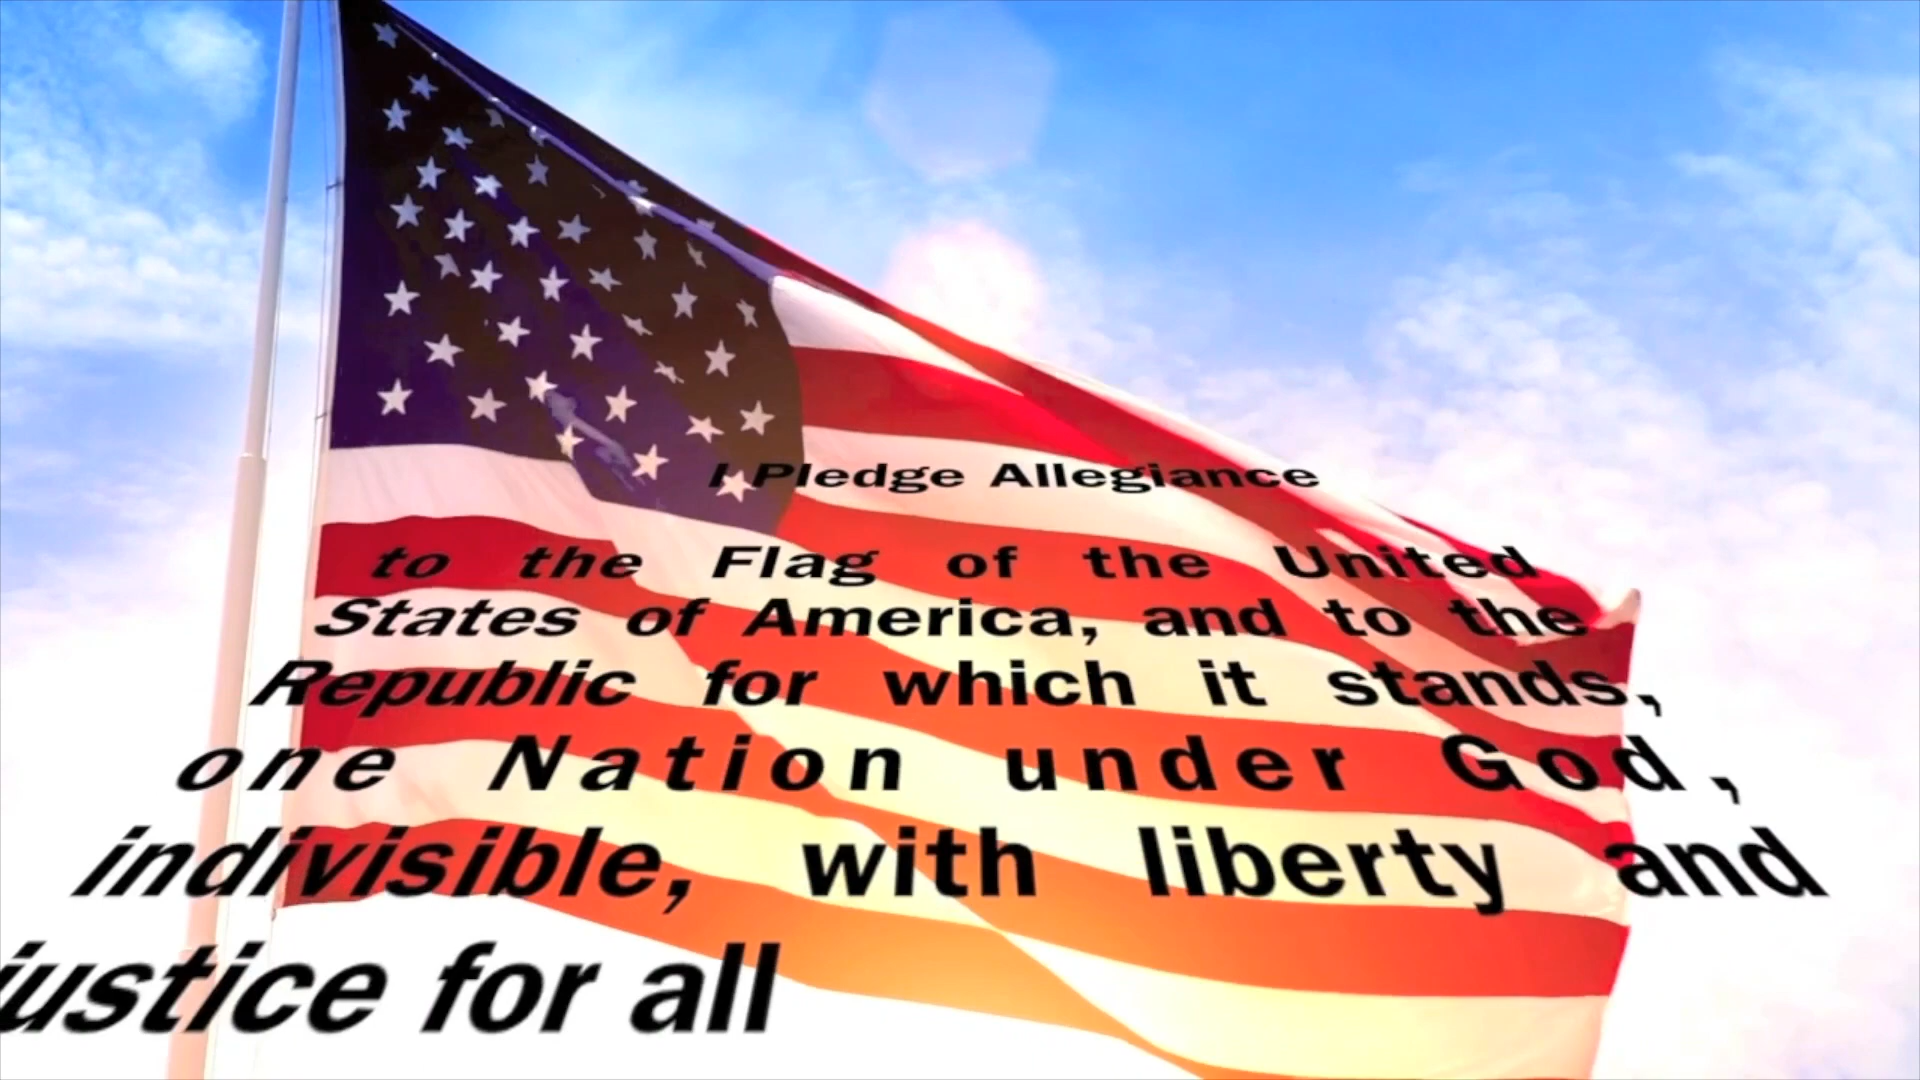 I Pledge Allegiance
to the Flag of the United
States of America, and to the
Republic for which it stands,
one Nation under God,
indivisible, with liberty and
justice for all